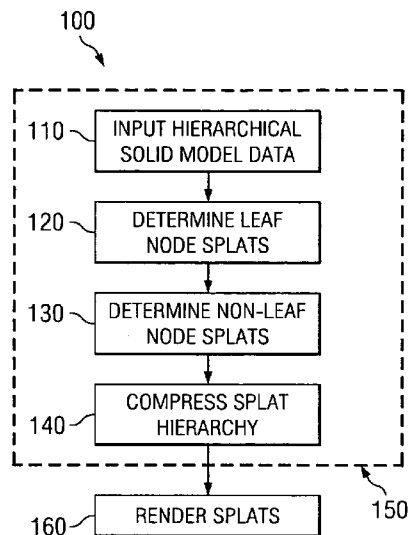 100
110
INPUT HIERARCHICAL
SOLID MODEL DATA
120
DETERMINE LEAF
NODE SPLATS
130
DETERMINE NON-LEAF
NODE SPLATS
140
COMPRESS SPLAT
HIERARCHY
150
160
RENDER SPLATS